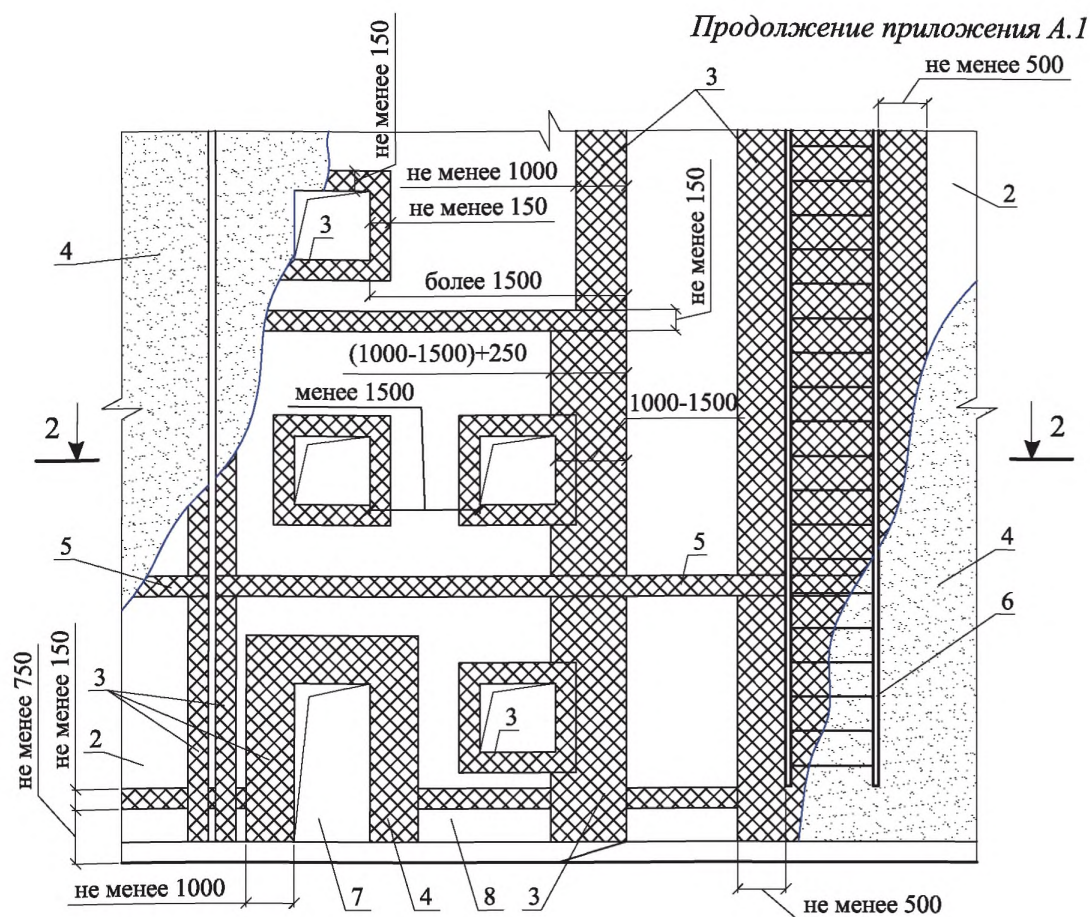 Продолжение приложения А.1
не менее 150
не менее 500
3
не менее 1000
не менее 150
не менее 150
2
3
4
более 1500
(1000-1500)+250
менее 1500
1000-1500
2
2
5
5
4
6
не менее 750
не менее 150
3
2
3
не менее 1000
7
4
8
3
не менее 500